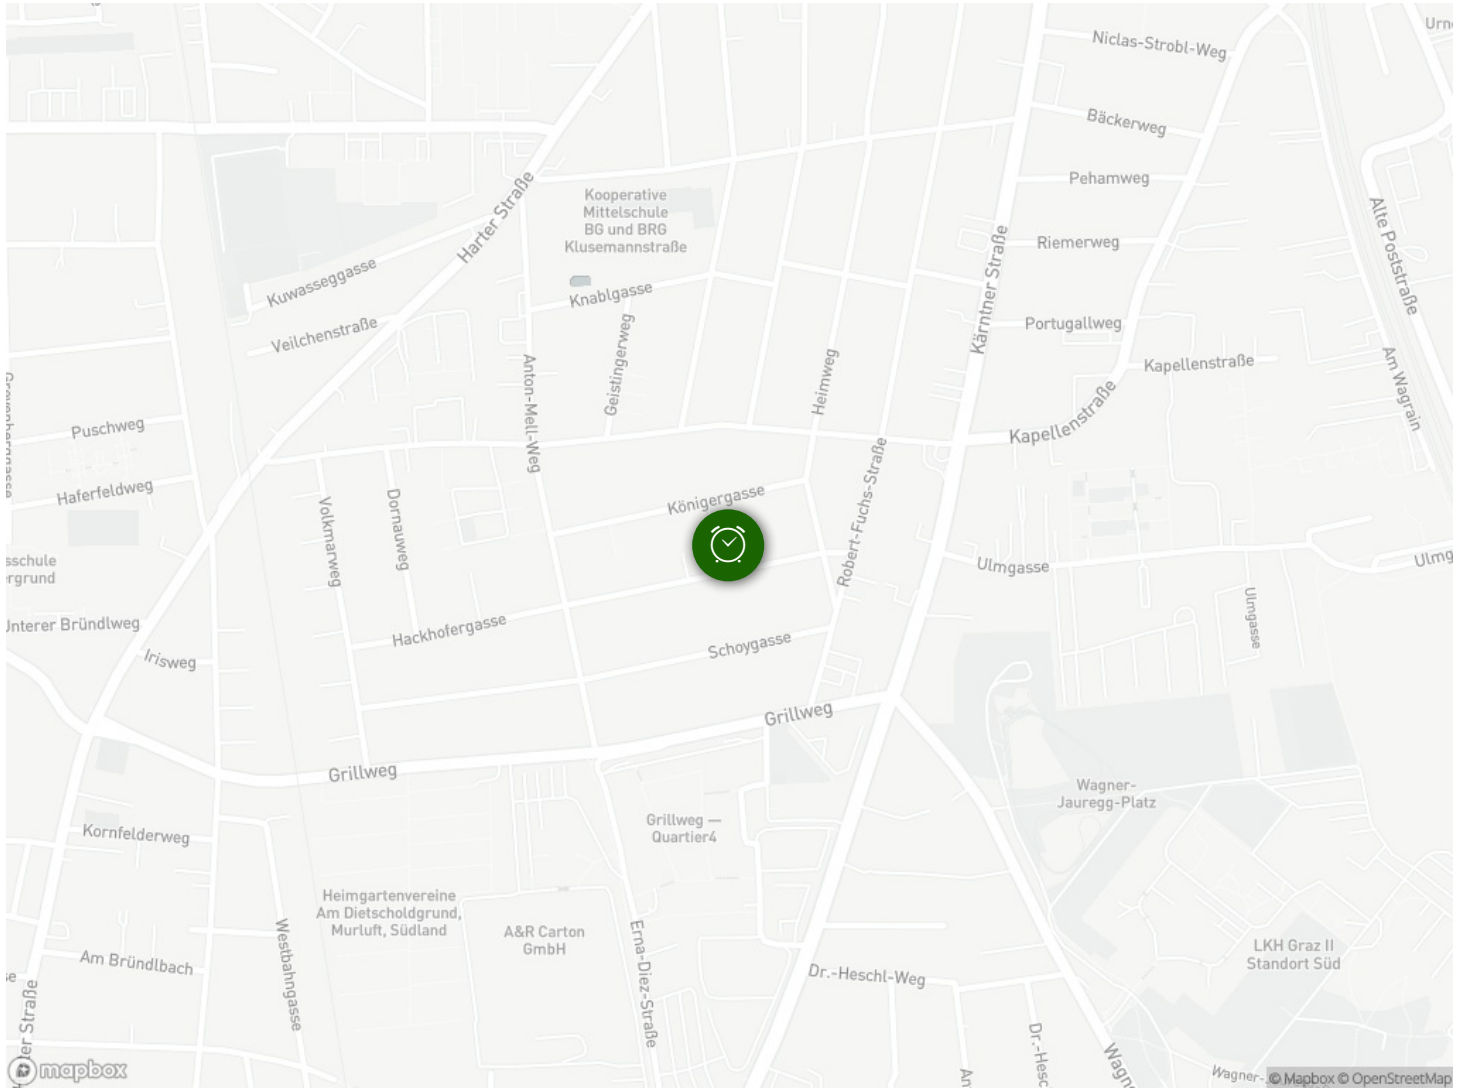 Niclas-Strobl-Weg
Bäckerweg
Pehamweg
Alte Poststraße
Kooperative
Mittelschule
BG und BRG
Klusemannstraße
Harter Straße
Riemerweg
Kärntner Straße
Kuwasseggasse
Knablgasse
Veilchenstraße
Portugallweg
Geistingerweg
Anton-Mell-Weg
Heimweg
Kapellenstraße
Am Wagrain
Puschweg
Kapellenstraße
Haferfeldweg
Königergasse
Volkmarweg
Dornauweg
Robert-Fuchs-Straße
Ulmgasse
Ulmgasse
Unterer Bründlweg
Hackhofergasse
Irisweg
Schoygasse
Grillweg
Grillweg
Wagner-
Jauregg-Platz
Grillweg —
Quartier4
Kornfelderweg
Heimgartenvereine
Am Dietscholdgrund,
Murluft, Südland
A&R Carton
GmbH
Erna-Diez-Straße
Westbahngasse
Am Bründlbach
LKH Graz II
Standort Süd
Dr.-Heschl-Weg
mapbox
© Mapbox © OpenStreetMap